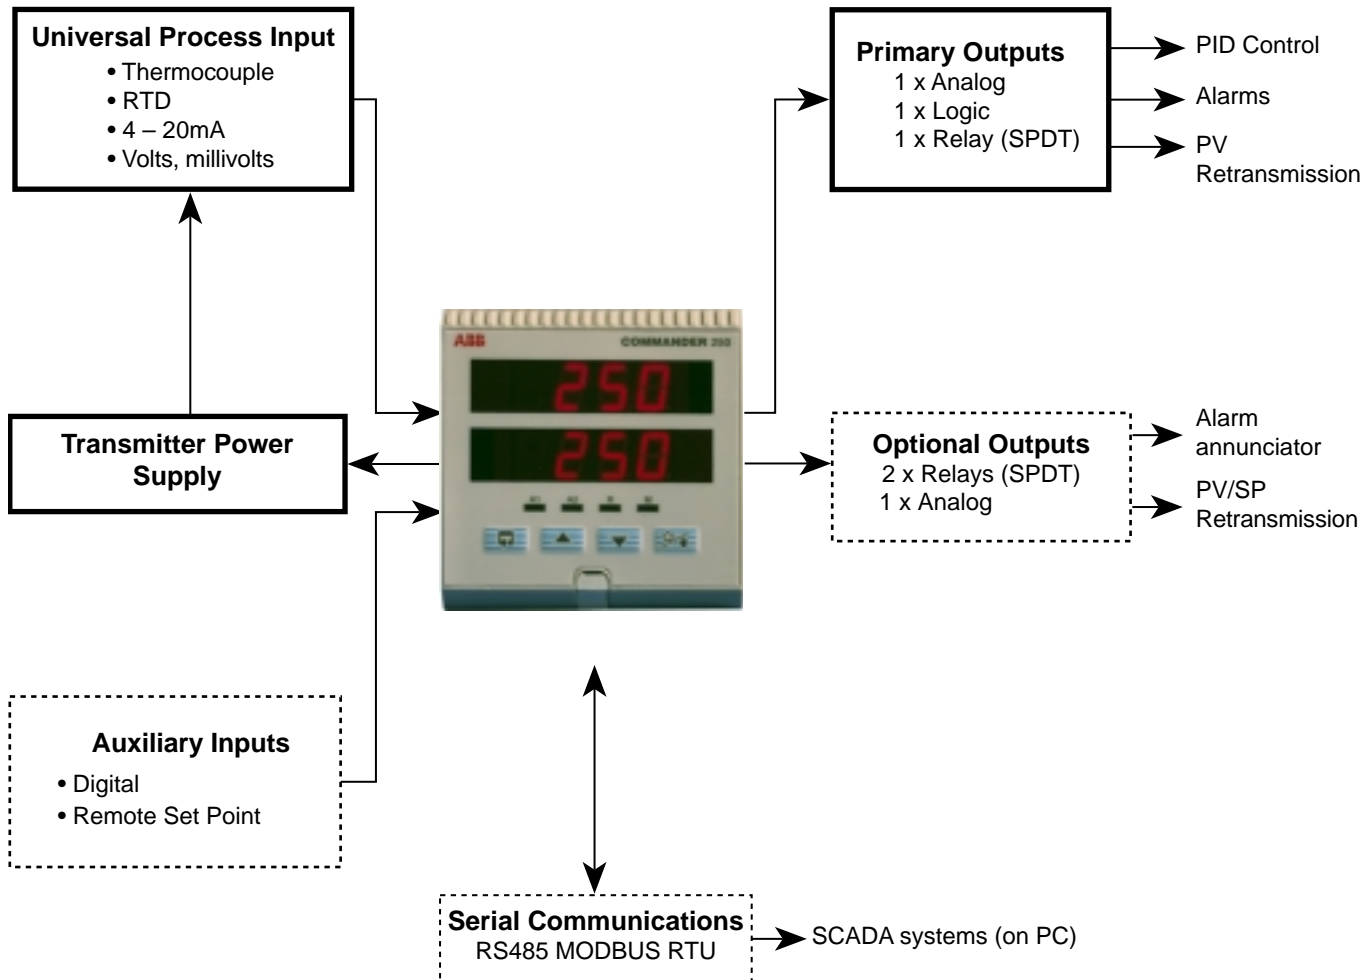 Universal Process Input
• Thermocouple
• RTD
• 4 – 20mA
• Volts, millivolts
Primary Outputs
1 x Analog
1 x Logic
1 x Relay (SPDT)
PID Control
Alarms
PV
Retransmission
ABB
COMMANDER 250
250
250
Transmitter Power
Supply
Optional Outputs
2 x Relays (SPDT)
1 x Analog
Alarm
annunciator
PV/SP
Retransmission
A1 A2 R M
Auxiliary Inputs
• Digital
• Remote Set Point
Serial Communications
RS485 MODBUS RTU
SCADA systems (on PC)